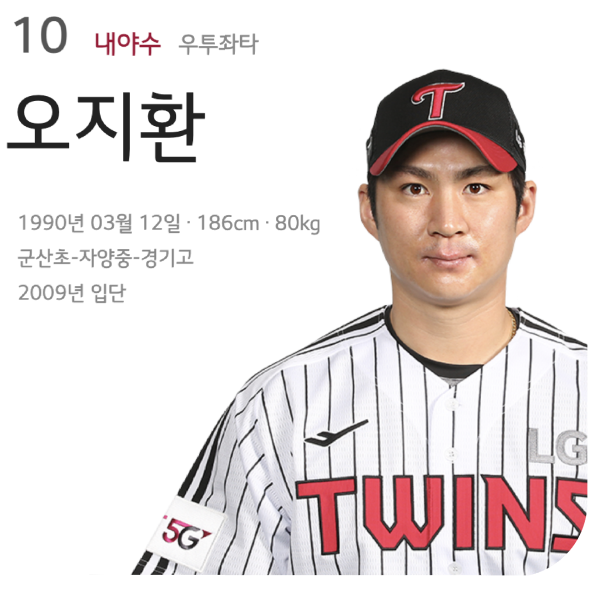 10 내야수 우투좌타
오지환
1990년 03월 12일 · 186cm · 80kg
군산초-자양중-경기고
2009년 입단
T
LG
TWINS
5G